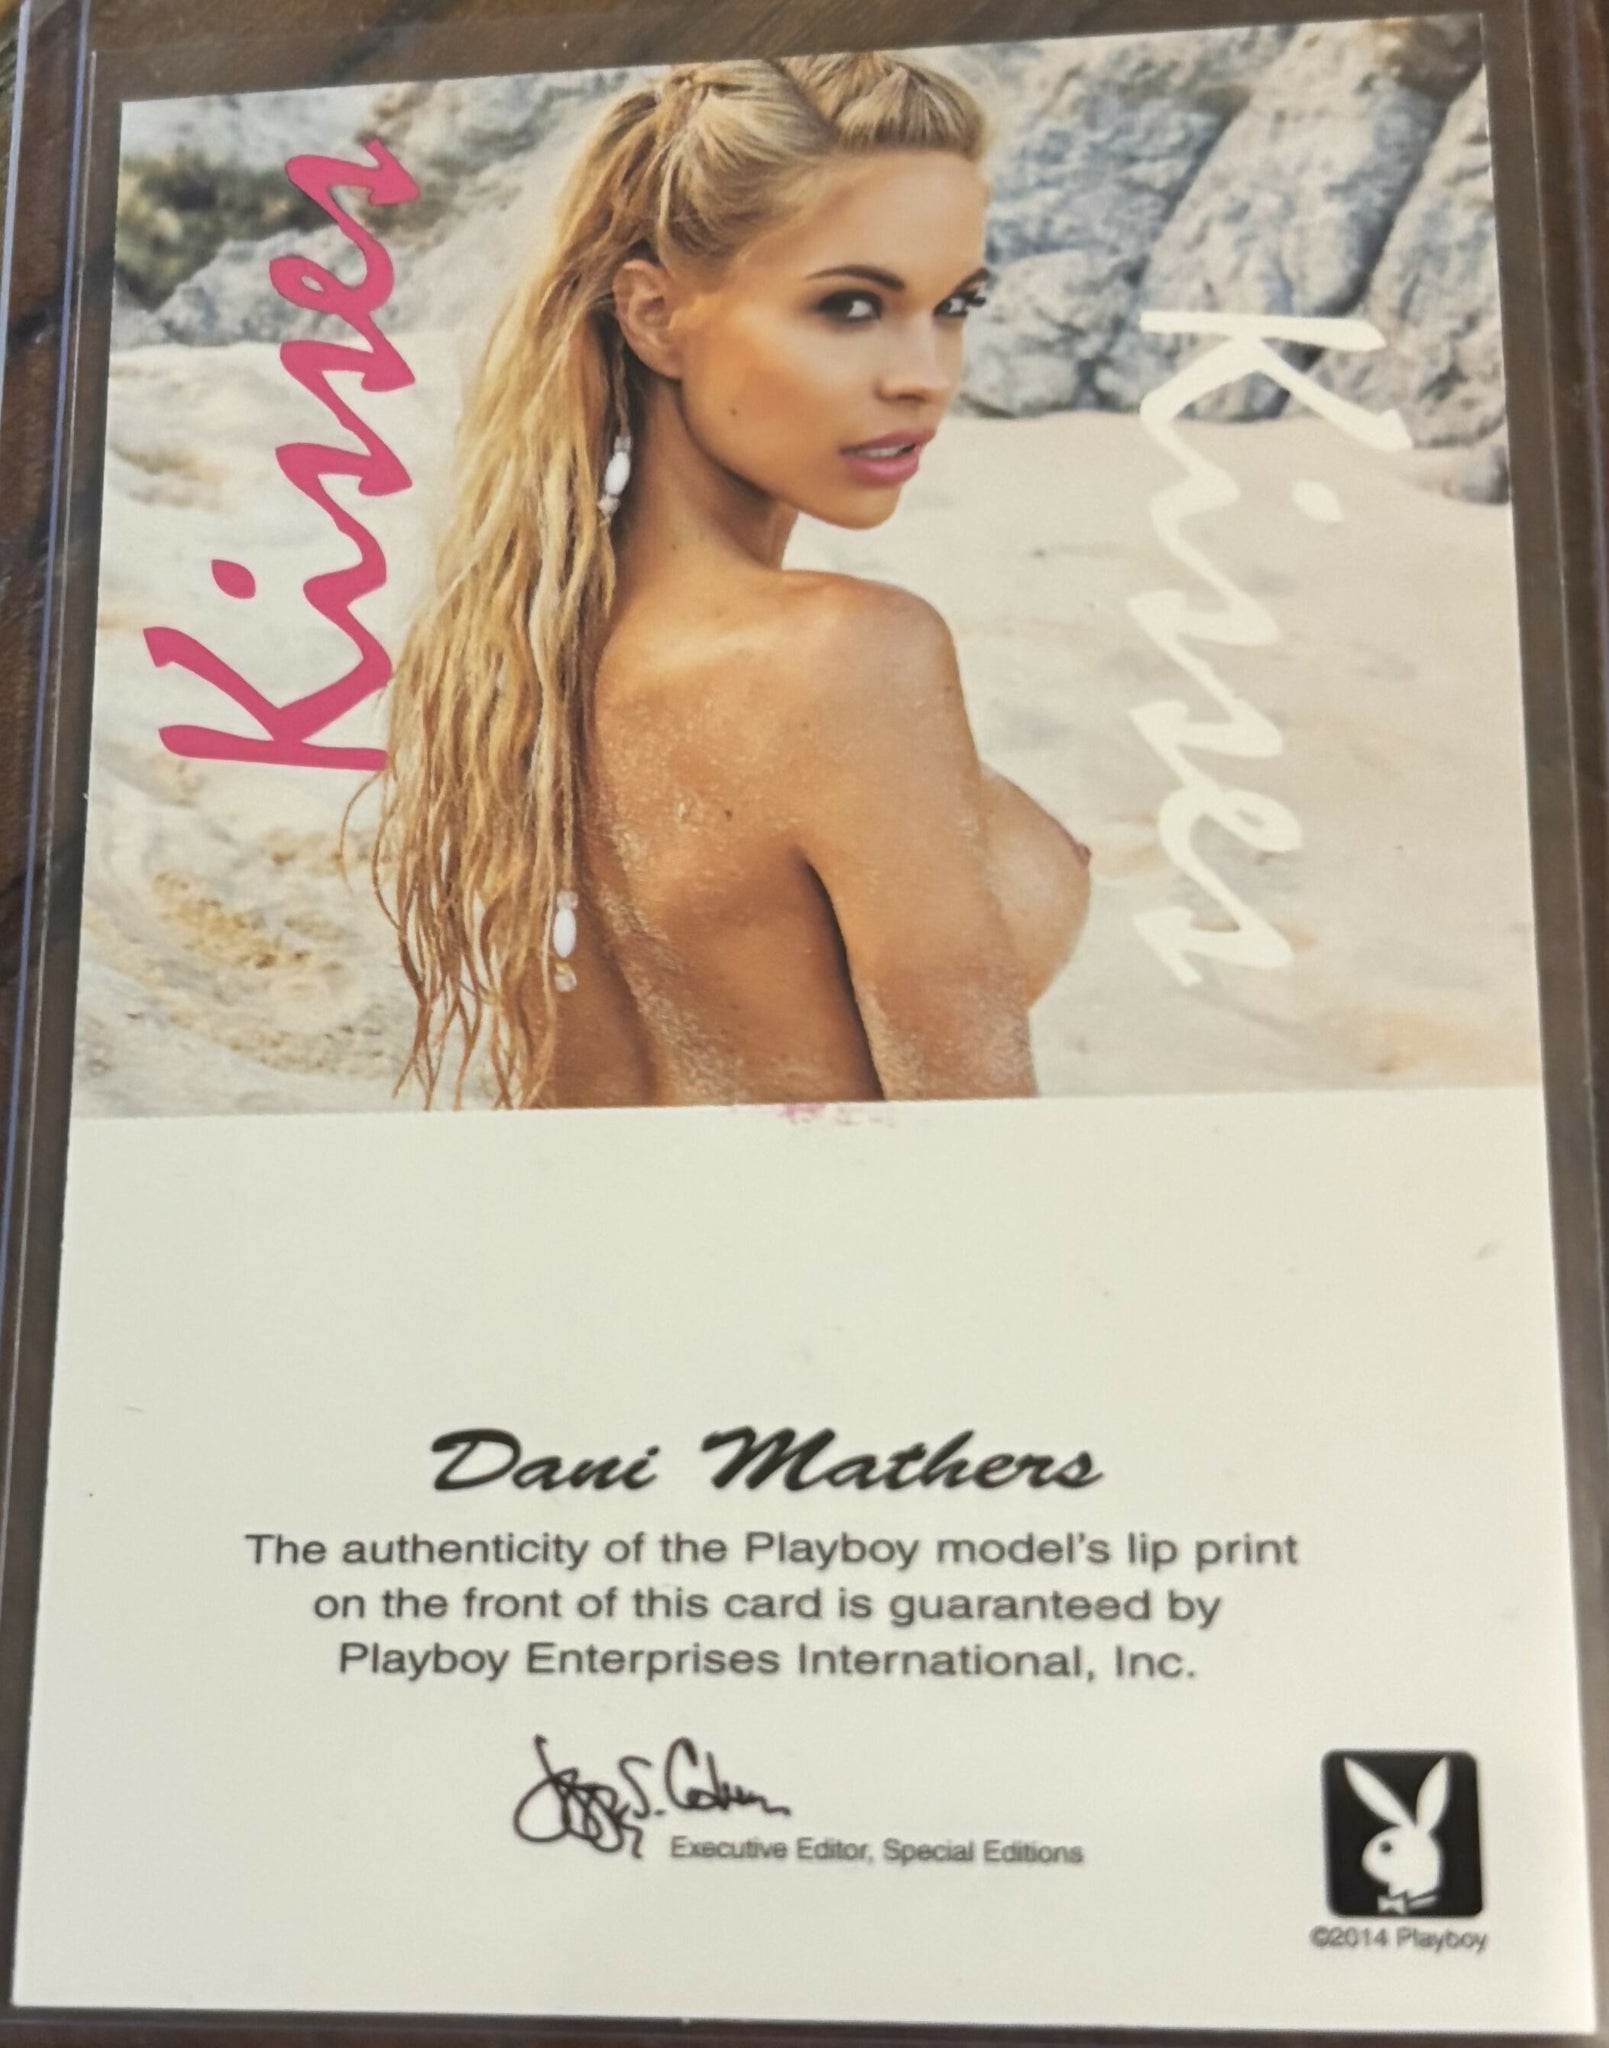 Kisses
Kisses
Dani Mathers
The authenticity of the Playboy model's lip print
on the front of this card is guaranteed by
Playboy Enterprises International, Inc.
Executive Editor, Special Editions
©2014 Playboy